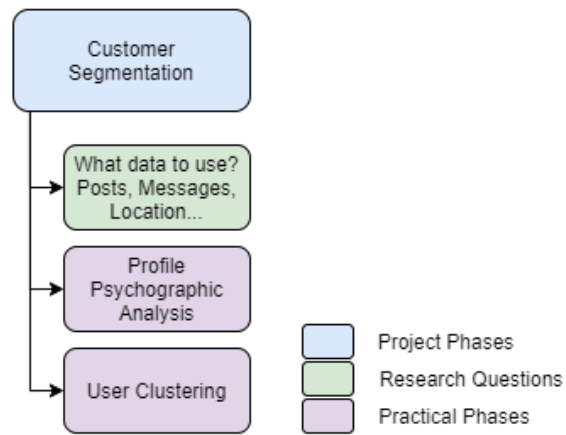 Customer
Segmentation
What data to use?
Posts, Messages,
Location...
Profile
Psychographic
Analysis
User Clustering
Project Phases
Research Questions
Practical Phases